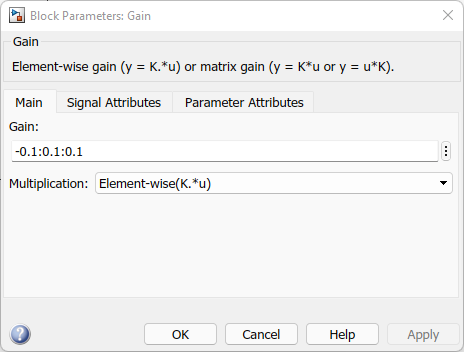 Block Parameters: Gain
Gain
Element-wise gain (y = K.*u) or matrix gain (y = K*u or y = u*K).
Main Signal Attributes Parameter Attributes
Gain:
-0.1:0.1:0.1
Multiplication: Element-wise(K.*u)
? OK Cancel Help Apply